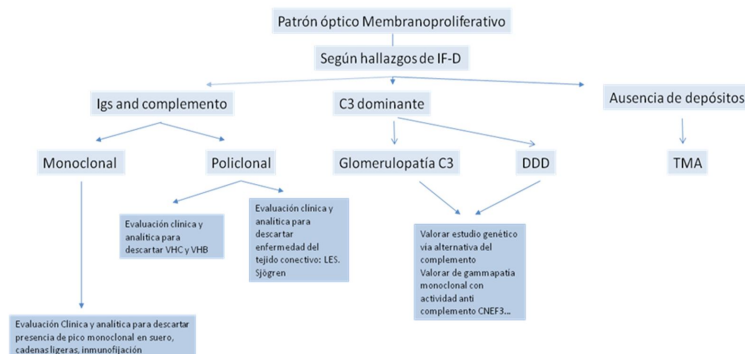 Patrón óptico Membranoproliferativo
Según hallazgos de IF-D
Igs and complemento
C3 dominante
Ausencia de depósitos
Monoclonal
Policlonal
Glomerulopatía C3
DDD
TMA
Evaluación clínica y
analítica para
descartar VHC y VHB
Evaluación clínica y
analítica para
descartar
enfermedad del
tejido conectivo: LES.
Sjögren
Valorar estudio genético
vía alternativa del
complemento
Valorar de gammapatía
monoclonal con
actividad anti
complemento CNEF3...
Evaluación Clínica y analítica para descartar
presencia de pico monoclonal en suero,
cadenas ligeras, inmunofijación